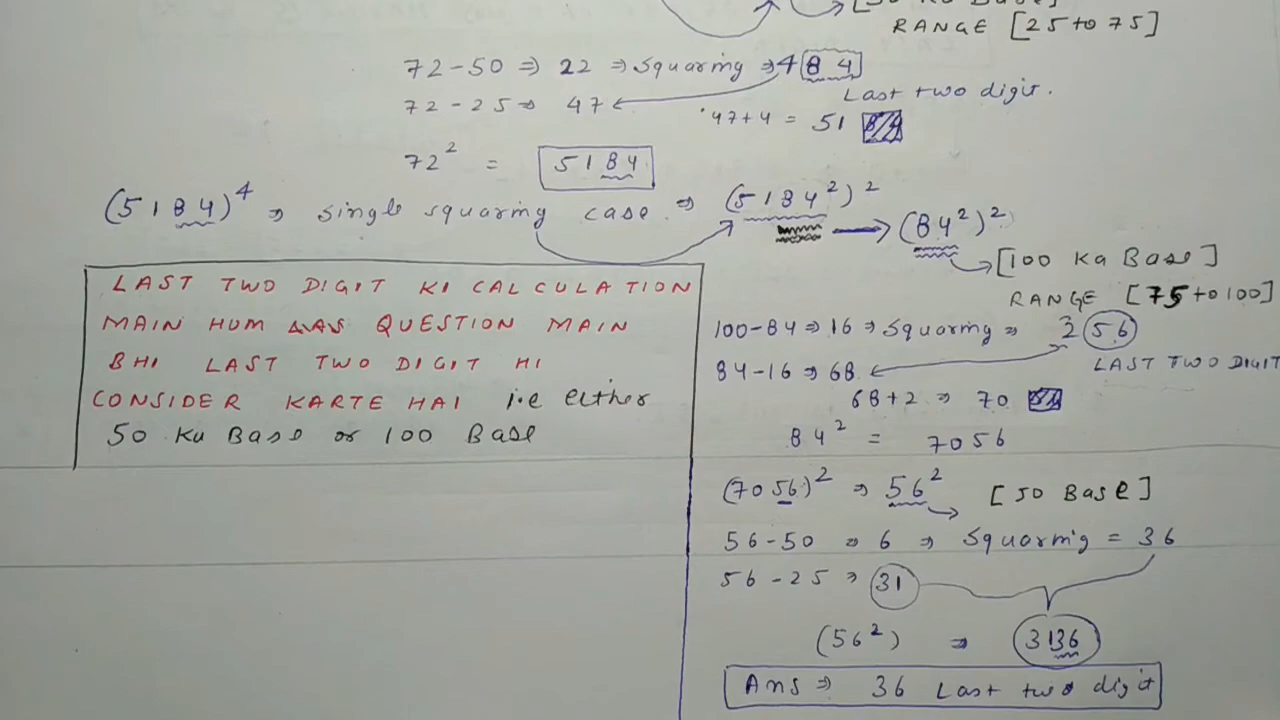 RANGE [25 to 75]
72-50 ⇒ 22 ⇒ Squaring ⇒ 484
Last two digit.
72-25 ⇒ 47
47+4 = 51 84
72² = 5184
(5184)⁴ ⇒ single squaring case. ⇒ (5184²)²
→ (84²)²
[100 Ka Base]
RANGE [75 to 100]
LAST TWO DIGIT KI CALCULATION
MAIN HUM QUESTION MAIN
BHI LAST TWO DIGIT HI
CONSIDER KARTE HAI i.e either
50 Ka Base or 100 Base
100-84 ⇒ 16 ⇒ Squaring ⇒ 256
LAST TWO DIGIT
84-16 ⇒ 68
68+2 ⇒ 70
84² = 7056
(7056)² ⇒ 56² [50 Base]
56-50 ⇒ 6 ⇒ Squaring = 36
56-25 ⇒ 31
(56²) ⇒ 3136
Ans ⇒ 36 Last two digit